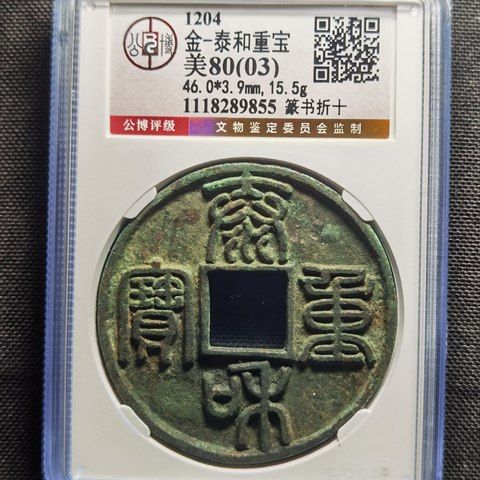 1204
金-泰和重宝
美80(03)
46.0*3.9mm,15.5g
1118289855 篆书折十
公博
公博评级
文物鉴定委员会监制
泰
和
重
寶